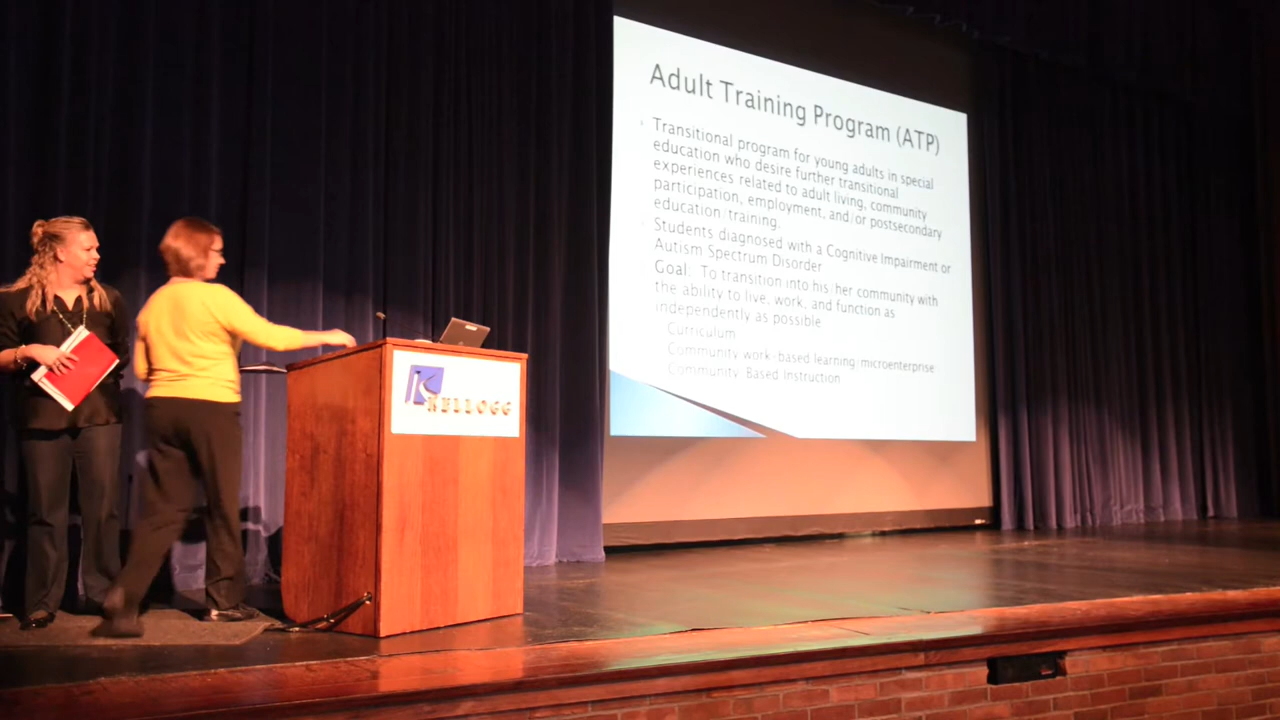 Adult Training Program (ATP)
Transitional program for young adults in special
education who desire further transitional
experiences related to adult living, community
participation, employment, and/or postsecondary
education/training.
Students diagnosed with a Cognitive Impairment or
Autism Spectrum Disorder
Goal: To transition into his/her community with
the ability to live, work, and function as
independently as possible
Curriculum
Community work-based learning/microenterprise
Community Based Instruction
K
KELLOGG